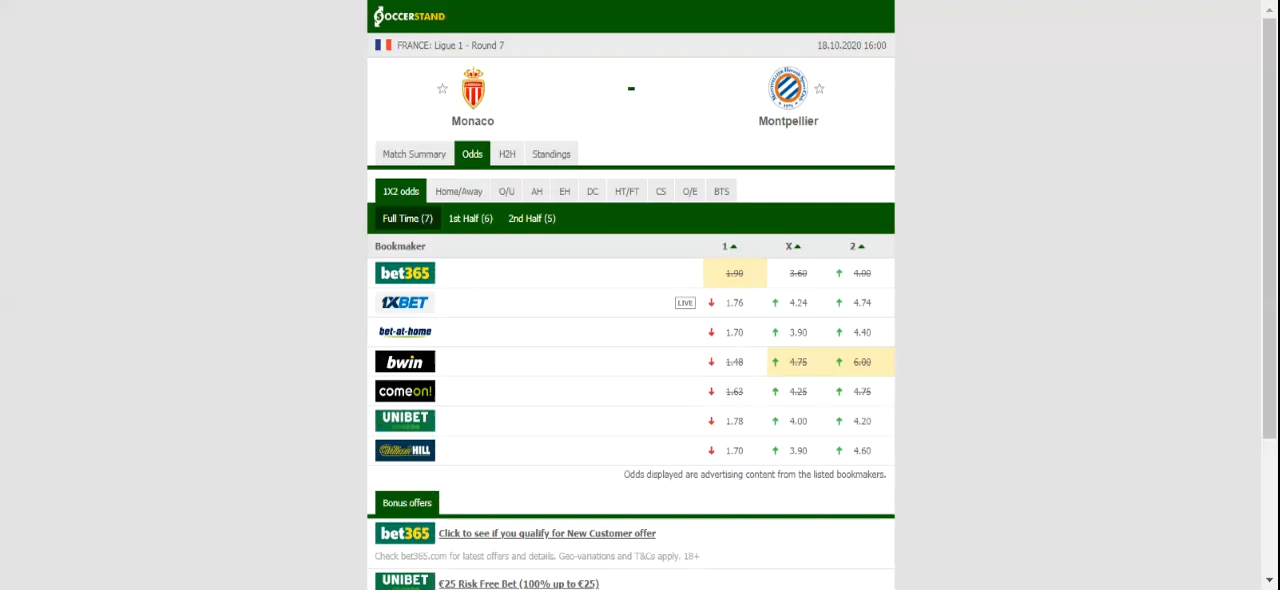 SOCCERSTAND
FRANCE: Ligue 1 - Round 7 18.10.2020 16:00
-
Monaco Montpellier
Match Summary Odds H2H Standings
1X2 odds Home/Away O/U AH EH DC HT/FT CS O/E BTS
Full Time (7) 1st Half (6) 2nd Half (5)
Bookmaker 1 X 2
bet365 1.90 3.60 4.00
1XBET LIVE 1.76 4.24 4.74
bet-at-home 1.70 3.90 4.40
bwin 1.48 4.75 6.00
comeon! 1.63 4.25 4.75
UNIBET 1.78 4.00 4.20
William HILL 1.70 3.90 4.60
Odds displayed are advertising content from the listed bookmakers.
Bonus offers
bet365 Click to see if you qualify for New Customer offer
Check bet365.com for latest offers and details. Geo-variations and T&Cs apply. 18+
UNIBET €25 Risk Free Bet (100% up to €25)